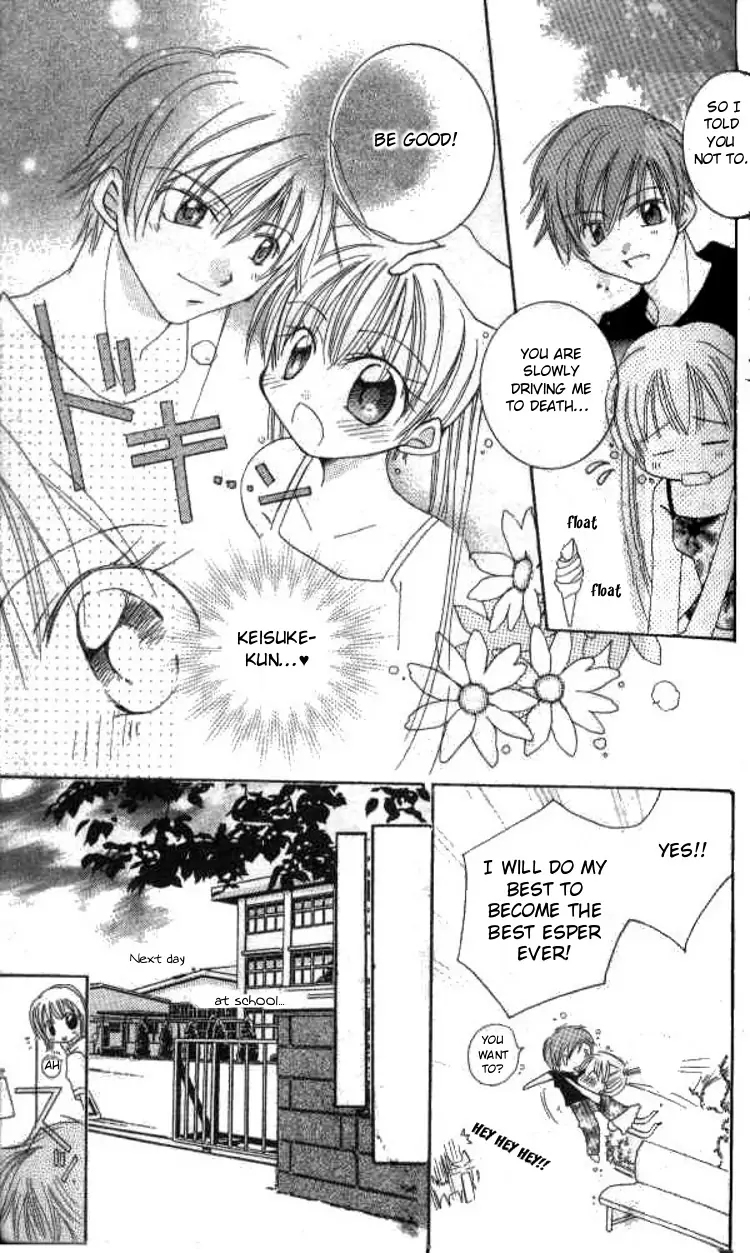 SO I
TOLD
YOU
NOT TO.
YOU ARE
SLOWLY
DRIVING ME
TO DEATH...
float
float
BE GOOD!
ドキン
KEISUKE-
KUN...♥
YES!!
I WILL DO MY
BEST TO
BECOME THE
BEST ESPER
EVER!
YOU
WANT
TO?
HEY HEY HEY!!
Next day
at school...
AH